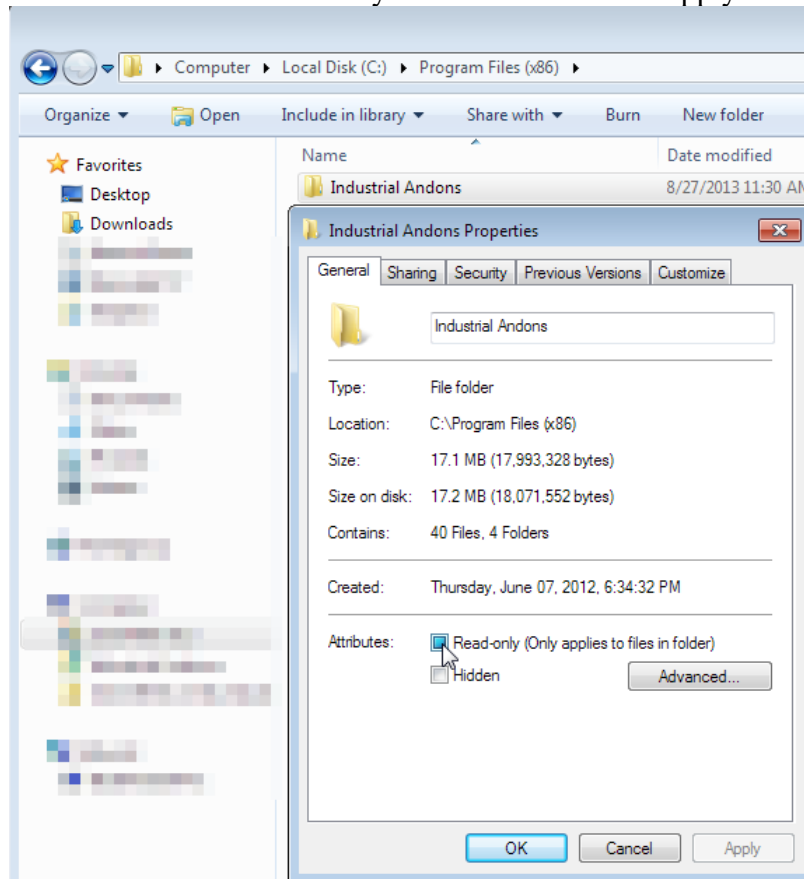 Computer Local Disk (C:) Program Files (x86)
Organize Open Include in library Share with Burn New folder
Favorites
Desktop
Downloads
Name Date modified
Industrial Andons 8/27/2013 11:30 AM
Industrial Andons Properties
General Sharing Security Previous Versions Customize
Industrial Andons
Type: File folder
Location: C:\Program Files (x86)
Size: 17.1 MB (17,993,328 bytes)
Size on disk: 17.2 MB (18,071,552 bytes)
Contains: 40 Files, 4 Folders
Created: Thursday, June 07, 2012, 6:34:32 PM
Attributes: Read-only (Only applies to files in folder)
Hidden Advanced...
OK Cancel Apply